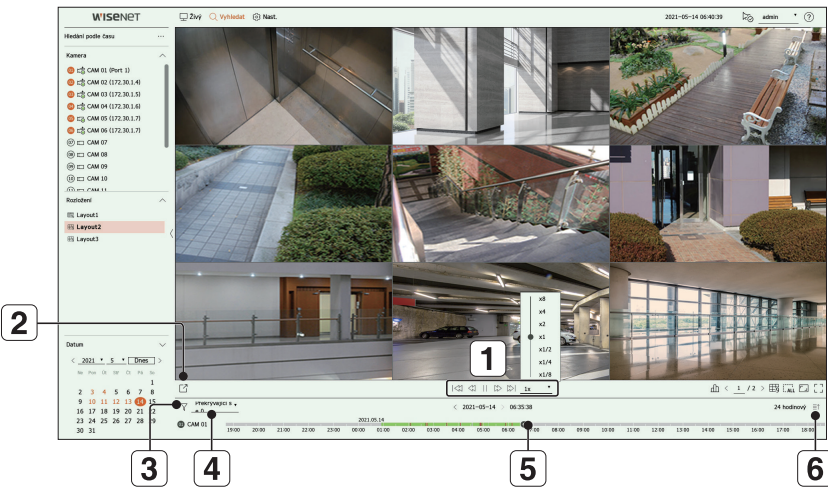 WISENET
Živý Vyhledat Nast.
2021-05-14 06:40:39 admin ?
Hledání podle času ...
Kamera
CAM 01 (Port 1)
CAM 02 (172.30.1.4)
CAM 03 (172.30.1.5)
CAM 04 (172.30.1.6)
CAM 05 (172.30.1.7)
CAM 06 (172.30.1.7)
07 CAM 07
08 CAM 08
09 CAM 09
10 CAM 10
CAM 11
Rozložení
Layout1
Layout2
Layout3
x8
x4
x2
x1
x1/2
x1/4
x1/8
1
2
Datum
< 2021 5 Dnes >
Ne Pon Út Stř Čt Pá So
1
2 3 4 5 6 7 8
9 10 11 12 13 14 15
16 17 18 19 20 21 22
23 24 25 26 27 28 29
30 31
1x
< 1 / 2 >
ALL
Překrývající s
< 2021-05-14 > 06:35:38
24 hodinový
2021.05.14
CAM 01
19:00 20:00 21:00 22:00 23:00 00:00 01:00 02:00 03:00 04:00 05:00 06:00 07:00 08:00 09:00 10:00 11:00 12:00 13:00 14:00 15:00 16:00 17:00 18:00
3
4
5
6